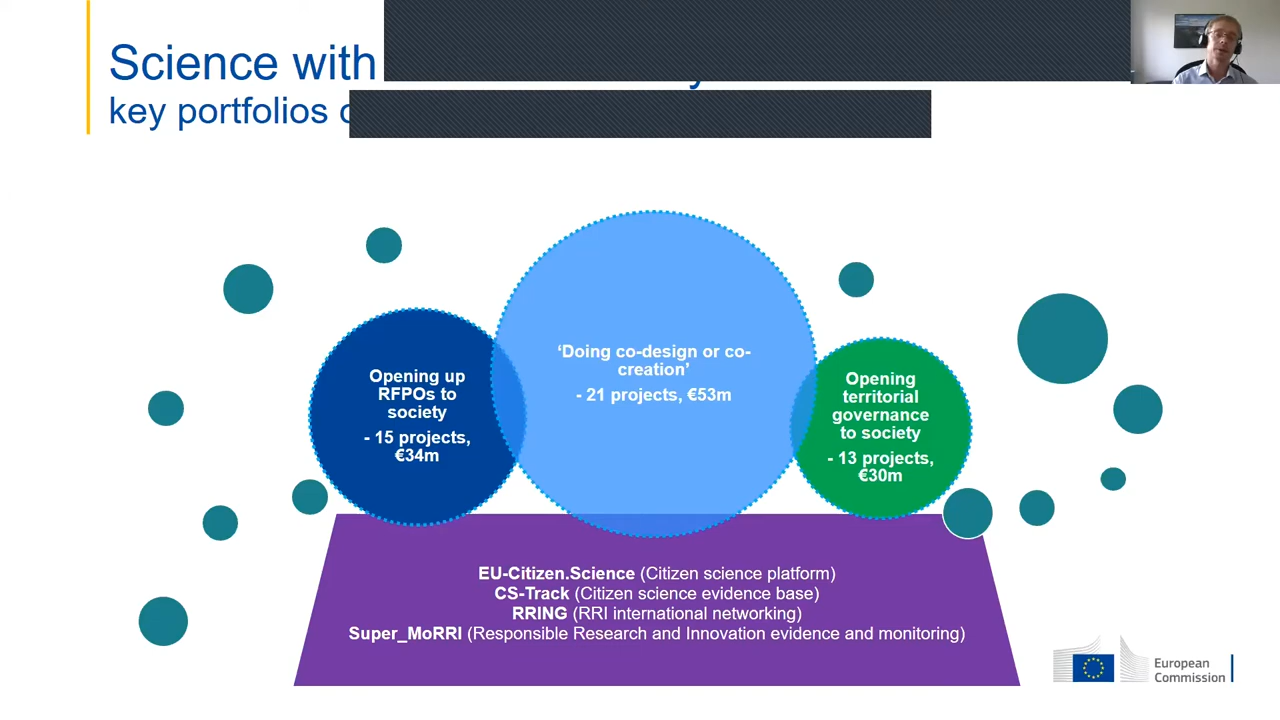 Science with
key portfolios
Opening up
RFPOs to
society
- 15 projects,
€34m
‘Doing co-design or co-
creation’
- 21 projects, €53m
Opening
territorial
governance
to society
- 13 projects,
€30m
EU-Citizen.Science (Citizen science platform)
CS-Track (Citizen science evidence base)
RRING (RRI international networking)
Super_MoRRI (Responsible Research and Innovation evidence and monitoring)
European
Commission